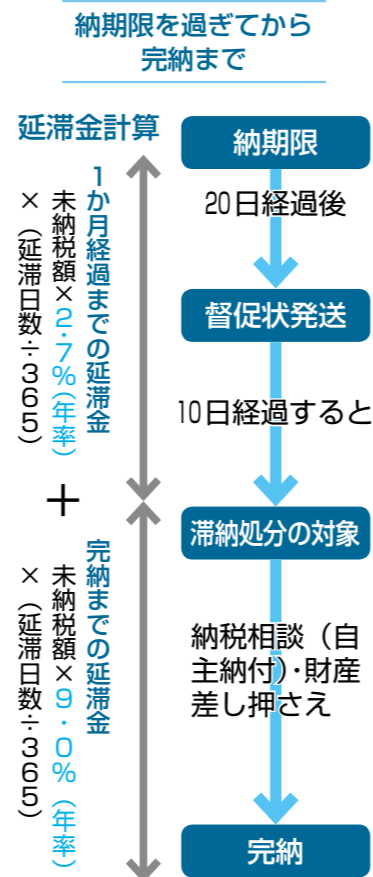 納期限を過ぎてから
完納まで
延滞金計算
1か月経過までの延滞金
未納税額×2・7％（年率）
×（延滞日数÷365）
＋
完納までの延滞金
未納税額×9・0％（年率）
×（延滞日数÷365）
納期限
20日経過後
督促状発送
10日経過すると
滞納処分の対象
納税相談（自
主納付）・財産
差し押さえ
完納